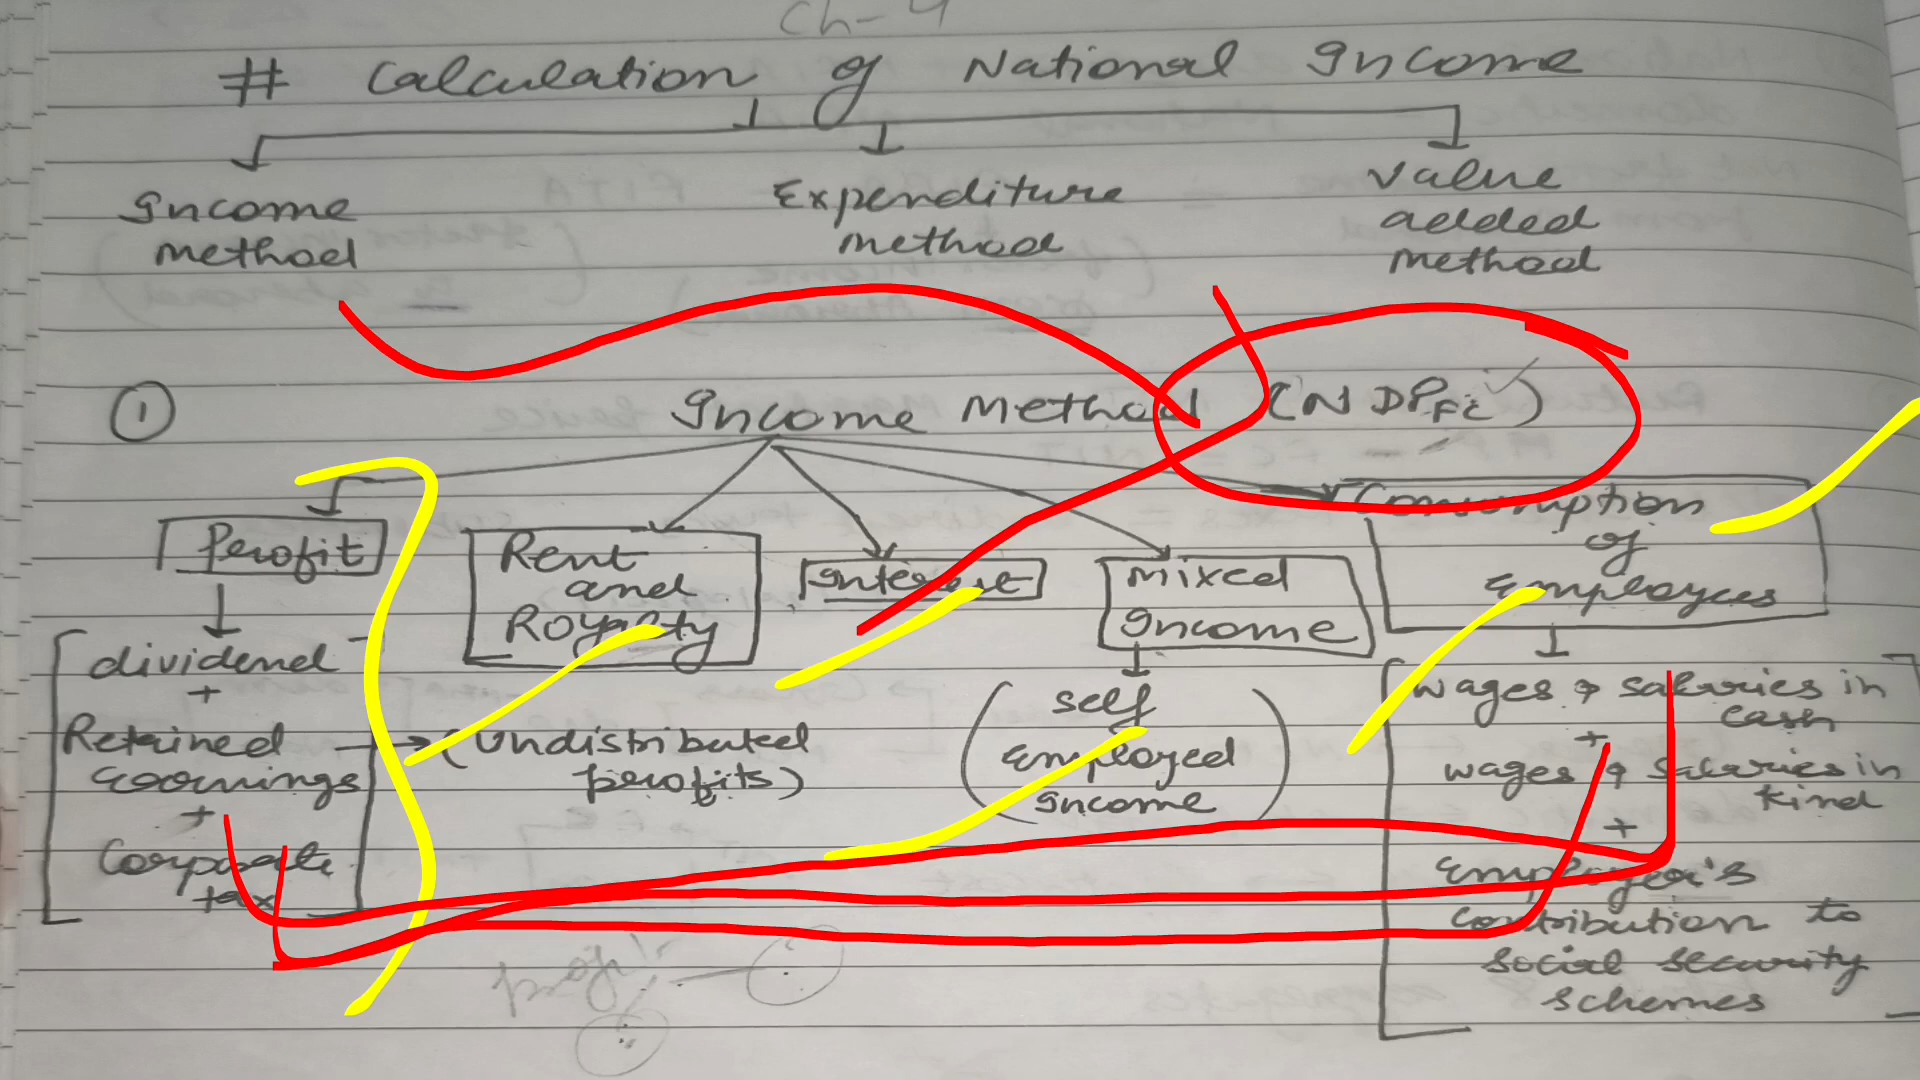 Ch-4
# Calculation of National Income
Income
method
Expenditure
method
Value
added
method
① Income Method (NDPFC)
Profit
dividend
+
Retained
earnings
+
Corporate
tax
(undistributed
profits)
Rent
and
Royalty
Interest
Mixed
Income
(self
Employed
Income)
Consumption
of
Employees
wages & salaries in
cash
+
wages & salaries in
kind
+
Employer's
contribution to
social security
schemes